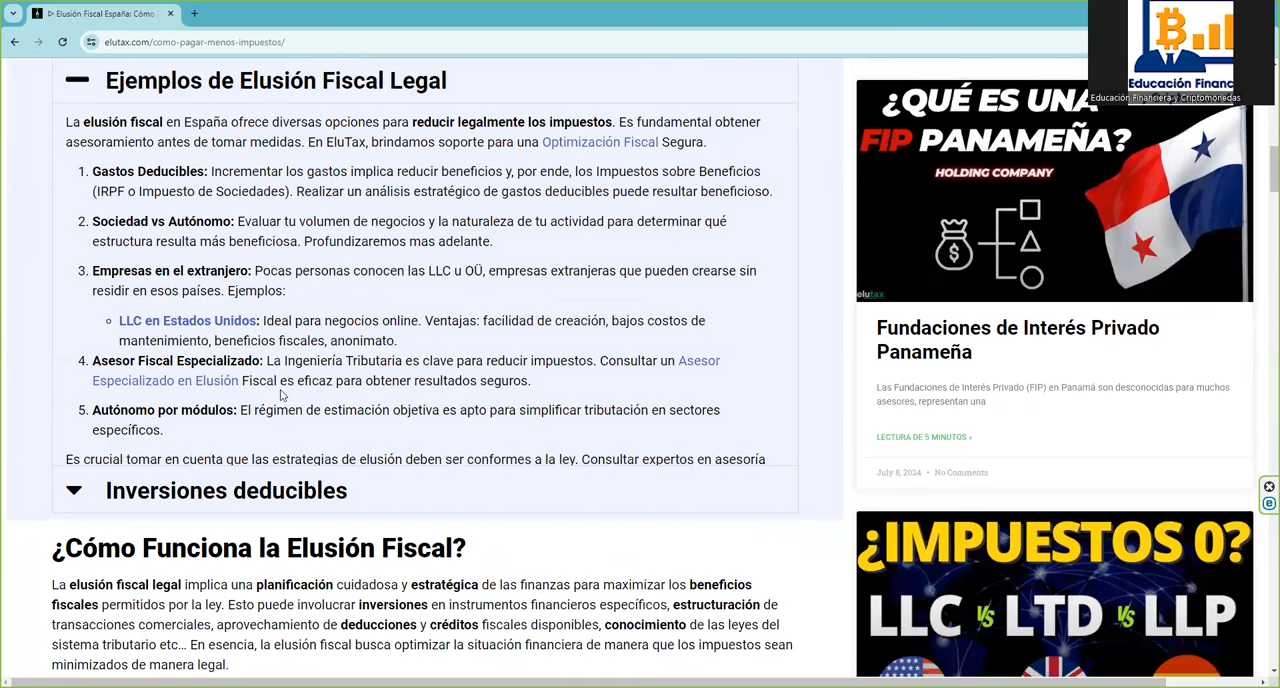 ▷ Elusión Fiscal España: Cómo
elutax.com/como-pagar-menos-impuestos/
Educación Financ
Educación Financiera y Criptomonedas
Ejemplos de Elusión Fiscal Legal
La elusión fiscal en España ofrece diversas opciones para reducir legalmente los impuestos. Es fundamental obtener
asesoramiento antes de tomar medidas. En EluTax, brindamos soporte para una Optimización Fiscal Segura.
1. Gastos Deducibles: Incrementar los gastos implica reducir beneficios y, por ende, los Impuestos sobre Beneficios
(IRPF o Impuesto de Sociedades). Realizar un análisis estratégico de gastos deducibles puede resultar beneficioso.
2. Sociedad vs Autónomo: Evaluar tu volumen de negocios y la naturaleza de tu actividad para determinar qué
estructura resulta más beneficiosa. Profundizaremos mas adelante.
3. Empresas en el extranjero: Pocas personas conocen las LLC u OÜ, empresas extranjeras que pueden crearse sin
residir en esos países. Ejemplos:
LLC en Estados Unidos: Ideal para negocios online. Ventajas: facilidad de creación, bajos costos de
mantenimiento, beneficios fiscales, anonimato.
4. Asesor Fiscal Especializado: La Ingeniería Tributaria es clave para reducir impuestos. Consultar un Asesor
Especializado en Elusión Fiscal es eficaz para obtener resultados seguros.
5. Autónomo por módulos: El régimen de estimación objetiva es apto para simplificar tributación en sectores
específicos.
Es crucial tomar en cuenta que las estrategias de elusión deben ser conformes a la ley. Consultar expertos en asesoría
Inversiones deducibles
¿Cómo Funciona la Elusión Fiscal?
La elusión fiscal legal implica una planificación cuidadosa y estratégica de las finanzas para maximizar los beneficios
fiscales permitidos por la ley. Esto puede involucrar inversiones en instrumentos financieros específicos, estructuración de
transacciones comerciales, aprovechamiento de deducciones y créditos fiscales disponibles, conocimiento de las leyes del
sistema tributario etc... En esencia, la elusión fiscal busca optimizar la situación financiera de manera que los impuestos sean
minimizados de manera legal.
¿QUÉ ES UNA
FIP PANAMEÑA?
HOLDING COMPANY
$
elutax
Fundaciones de Interés Privado
Panameña
Las Fundaciones de Interés Privado (FIP) en Panamá son desconocidas para muchos
asesores, representan una
LECTURA DE 5 MINUTOS »
July 8, 2024 • No Comments
¿IMPUESTOS 0?
LLC VS LTD VS LLP